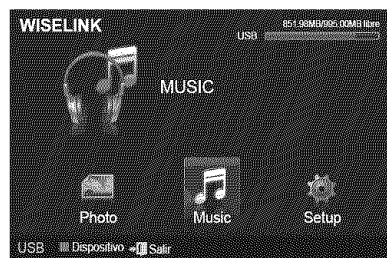 WISELINK
851.98MB/995.00MB libre
USB
MUSIC
Photo Music Setup
USB Dispositivo Salir